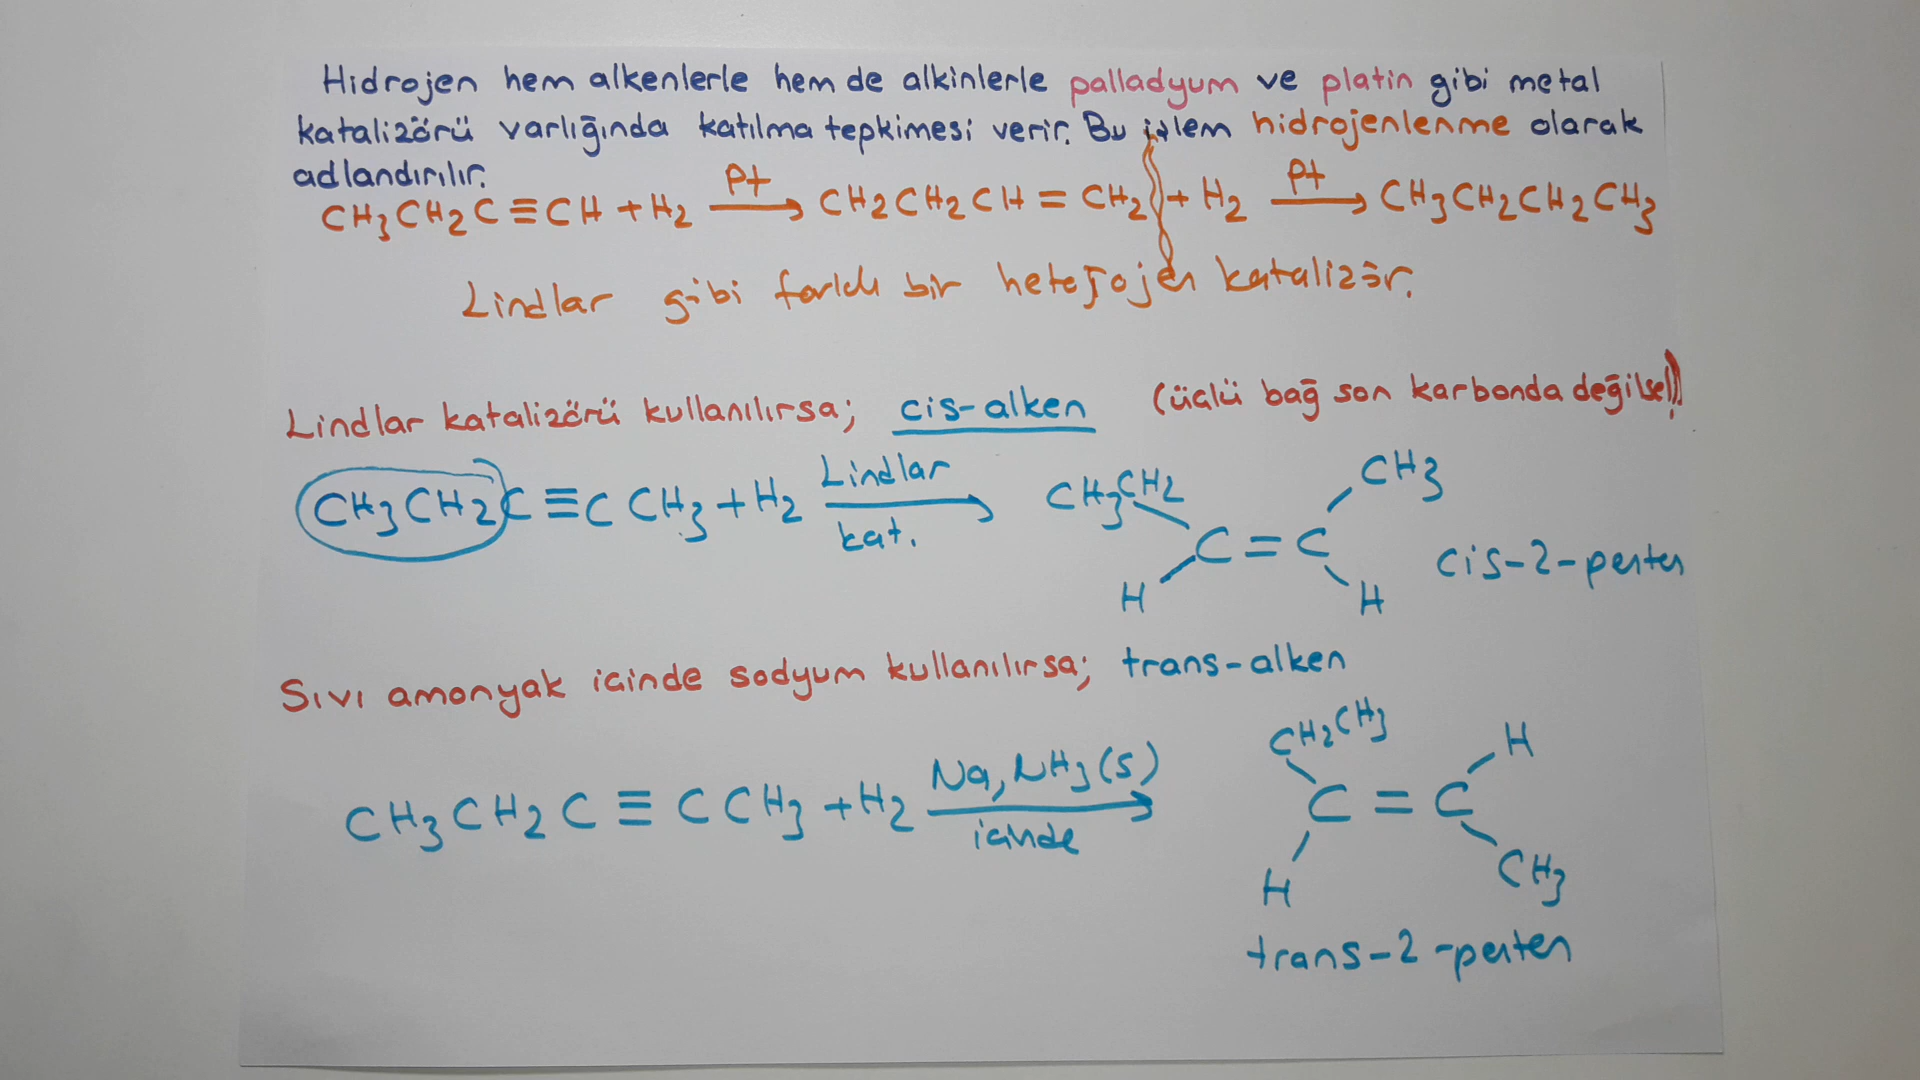 Hidrojen hem alkenlerle hem de alkinlerle palladyum ve platin gibi metal
katalizörü varlığında katılma tepkimesi verir. Bu işlem hidrojenlenme olarak
adlandırılır.
CH3CH2C≡CH + H2 Pt → CH2CH2CH = CH2 + H2 Pt → CH3CH2CH2CH3
Lindlar gibi farklı bir heterojen katalizör.
Lindlar katalizörü kullanılırsa; cis-alken (üçlü bağ son karbonda değilse!)
CH3CH2C≡CCH3 + H2 Lindlar kat. → CH3CH2 H C=C CH3 H cis-2-penten
Sıvı amonyak içinde sodyum kullanılırsa; trans-alken
CH3CH2C≡CCH3 + H2 Na, NH3(s) içinde → CH2CH3 H C=C H CH3
trans-2-penten